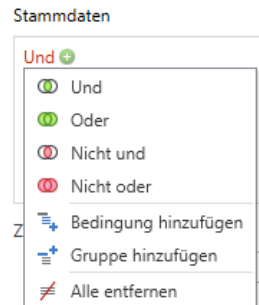 Stammdaten
Und
Und
Oder
Nicht und
Nicht oder
Z
Bedingung hinzufügen
Gruppe hinzufügen
Alle entfernen